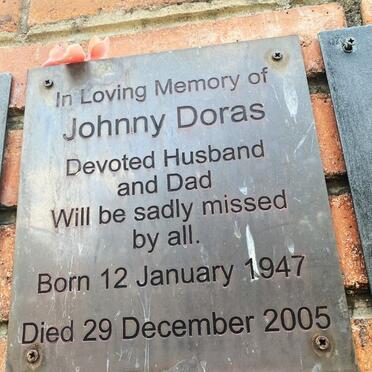 In Loving Memory of
Johnny Doras
Devoted Husband
and Dad
Will be sadly missed
by all.
Born 12 January 1947
Died 29 December 2005